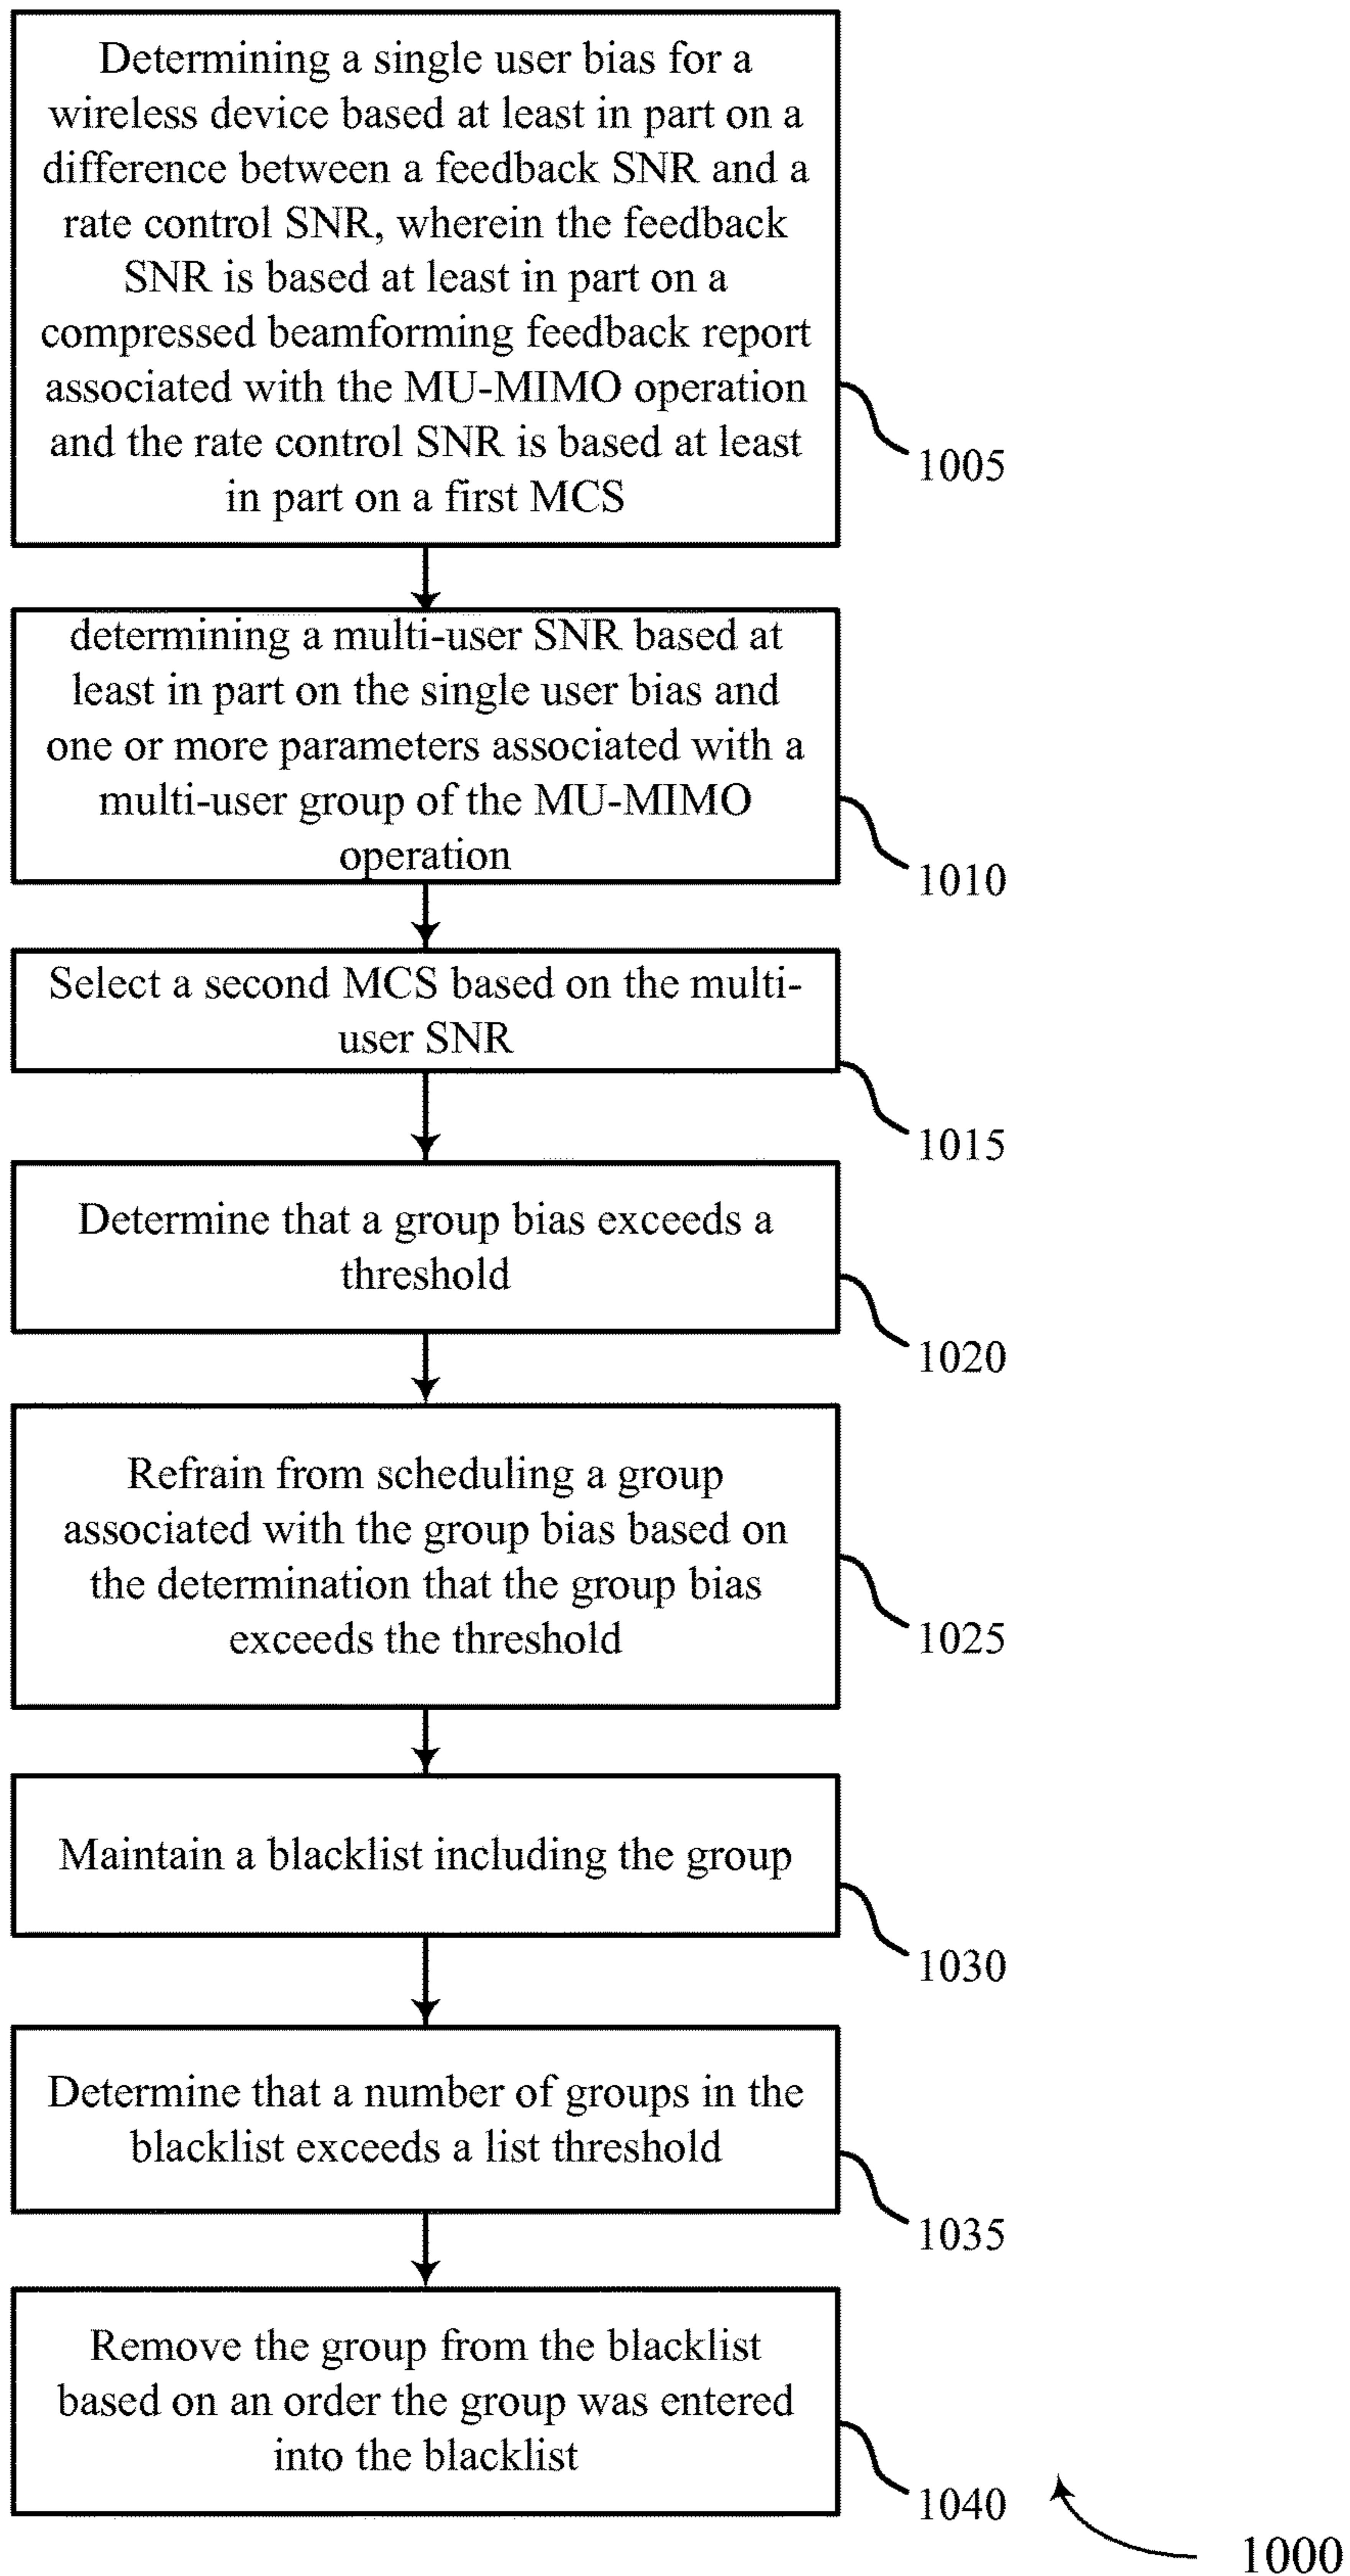 Determining a single user bias for a
wireless device based at least in part on a
difference between a feedback SNR and a
rate control SNR, wherein the feedback
SNR is based at least in part on a
compressed beamforming feedback report
associated with the MU-MIMO operation
and the rate control SNR is based at least
in part on a first MCS
1005
determining a multi-user SNR based at
least in part on the single user bias and
one or more parameters associated with a
multi-user group of the MU-MIMO
operation
1010
Select a second MCS based on the multi-
user SNR
1015
Determine that a group bias exceeds a
threshold
1020
Refrain from scheduling a group
associated with the group bias based on
the determination that the group bias
exceeds the threshold
1025
Maintain a blacklist including the group
1030
Determine that a number of groups in the
blacklist exceeds a list threshold
1035
Remove the group from the blacklist
based on an order the group was entered
into the blacklist
1040
1000